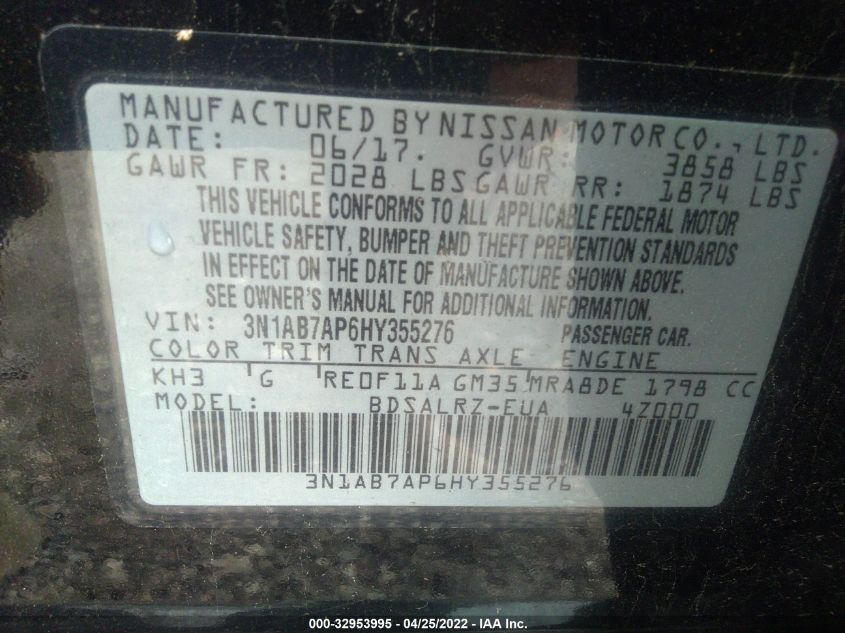 MANUFACTURED BY NISSAN MOTOR CO., LTD.
DATE: 06/17. GVWR: 3858 LBS
GAWR FR: 2028 LBS GAWR RR: 1874 LBS
THIS VEHICLE CONFORMS TO ALL APPLICABLE FEDERAL MOTOR
VEHICLE SAFETY, BUMPER AND THEFT PREVENTION STANDARDS
IN EFFECT ON THE DATE OF MANUFACTURE SHOWN ABOVE.
SEE OWNER'S MANUAL FOR ADDITIONAL INFORMATION.
VIN: 3N1AB7AP6HY355276 PASSENGER CAR.
COLOR TRIM TRANS AXLE ENGINE
KH3 G RE0F11A GM35 MRA8DE 1798 CC
MODEL: BDSALRZ-EUA 4Z000
3N1AB7AP6HY355276
000-32953995 - 04/25/2022 - IAA Inc.